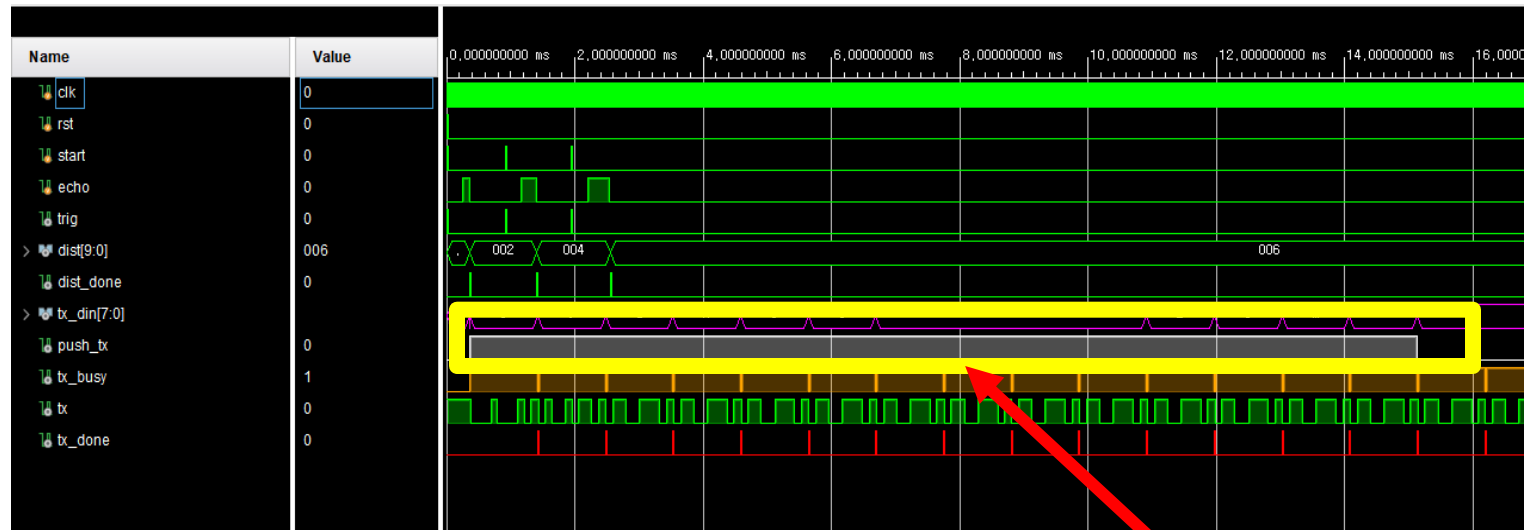 Name Value 0,000000000 ms 2,000000000 ms 4,000000000 ms 6,000000000 ms 8,000000000 ms 10,000000000 ms 12,000000000 ms 14,000000000 ms 16,0000
clk 0
rst 0
start 0
echo 0
trig 0
dist[9:0] 006 . 002 004 006
dist_done 0
tx_din[7:0]
push_tx 0
tx_busy 1
tx 0
tx_done 0